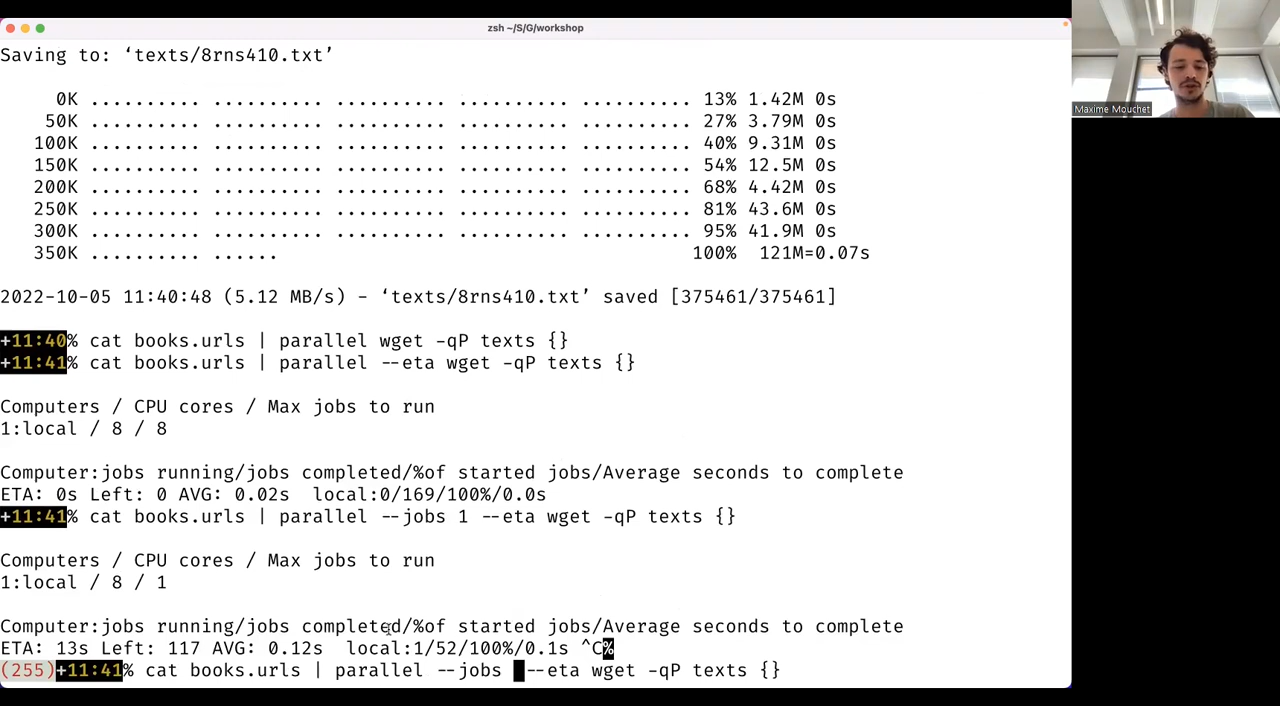 zsh ~/S/G/workshop
Saving to: ‘texts/8rns410.txt’
0K .......... .......... .......... .......... .......... 13% 1.42M 0s
50K .......... .......... .......... .......... .......... 27% 3.79M 0s
100K .......... .......... .......... .......... .......... 40% 9.31M 0s
150K .......... .......... .......... .......... .......... 54% 12.5M 0s
200K .......... .......... .......... .......... .......... 68% 4.42M 0s
250K .......... .......... .......... .......... .......... 81% 43.6M 0s
300K .......... .......... .......... .......... .......... 95% 41.9M 0s
350K .......... ...... 100% 121M=0.07s
2022-10-05 11:40:48 (5.12 MB/s) - ‘texts/8rns410.txt’ saved [375461/375461]
+11:40% cat books.urls | parallel wget -qP texts {}
+11:41% cat books.urls | parallel --eta wget -qP texts {}
Computers / CPU cores / Max jobs to run
1:local / 8 / 8
Computer:jobs running/jobs completed/%of started jobs/Average seconds to complete
ETA: 0s Left: 0 AVG: 0.02s local:0/169/100%/0.0s
+11:41% cat books.urls | parallel --jobs 1 --eta wget -qP texts {}
Computers / CPU cores / Max jobs to run
1:local / 8 / 1
Computer:jobs running/jobs completed/%of started jobs/Average seconds to complete
ETA: 13s Left: 117 AVG: 0.12s local:1/52/100%/0.1s ^C%
(255)+11:41% cat books.urls | parallel --jobs --eta wget -qP texts {}
Maxime Mouchet